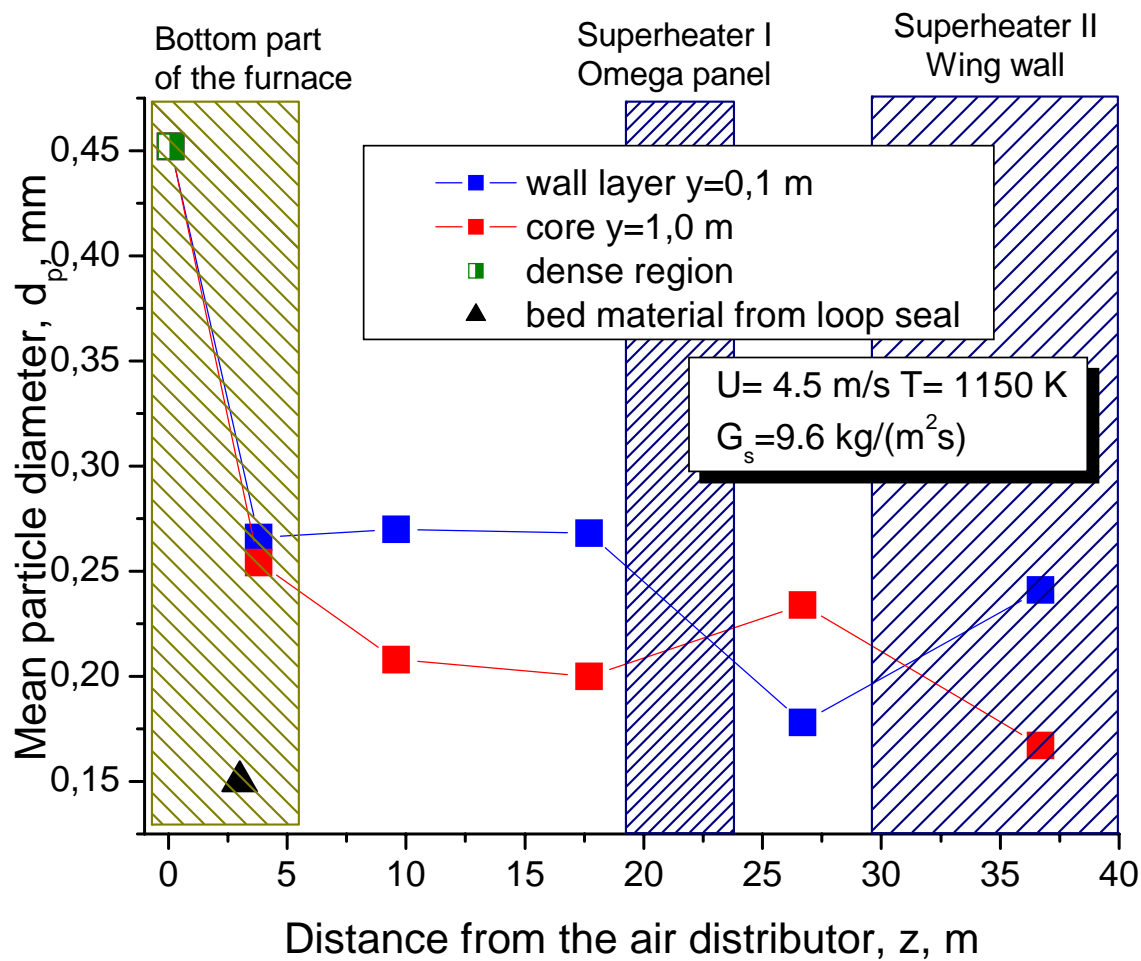 Bottom part
of the furnace
Superheater I
Omega panel
Superheater II
Wing wall
Mean particle diameter, dp, mm
0,45
0,40
0,35
0,30
0,25
0,20
0,15
wall layer y=0,1 m
core y=1,0 m
dense region
bed material from loop seal
U= 4.5 m/s T= 1150 K
Gs=9.6 kg/(m²s)
0 5 10 15 20 25 30 35 40
Distance from the air distributor, z, m